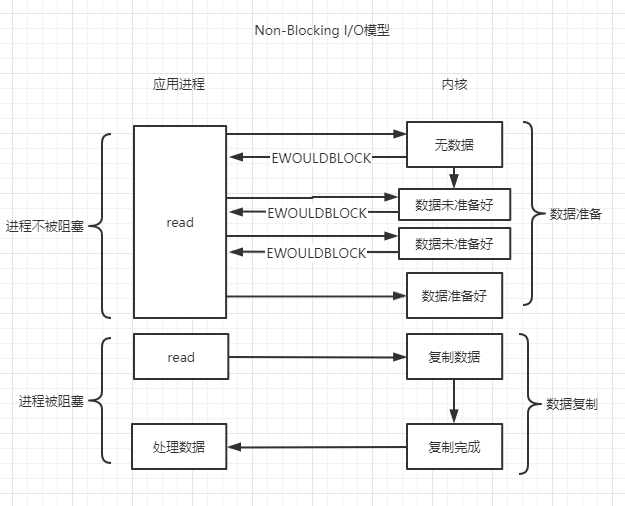 Non-Blocking I/O模型
应用进程
内核
无数据
EWOULDBLOCK
数据未准备好
EWOULDBLOCK
read
进程不被阻塞
数据准备
数据未准备好
EWOULDBLOCK
数据准备好
read
复制数据
进程被阻塞
数据复制
处理数据
复制完成